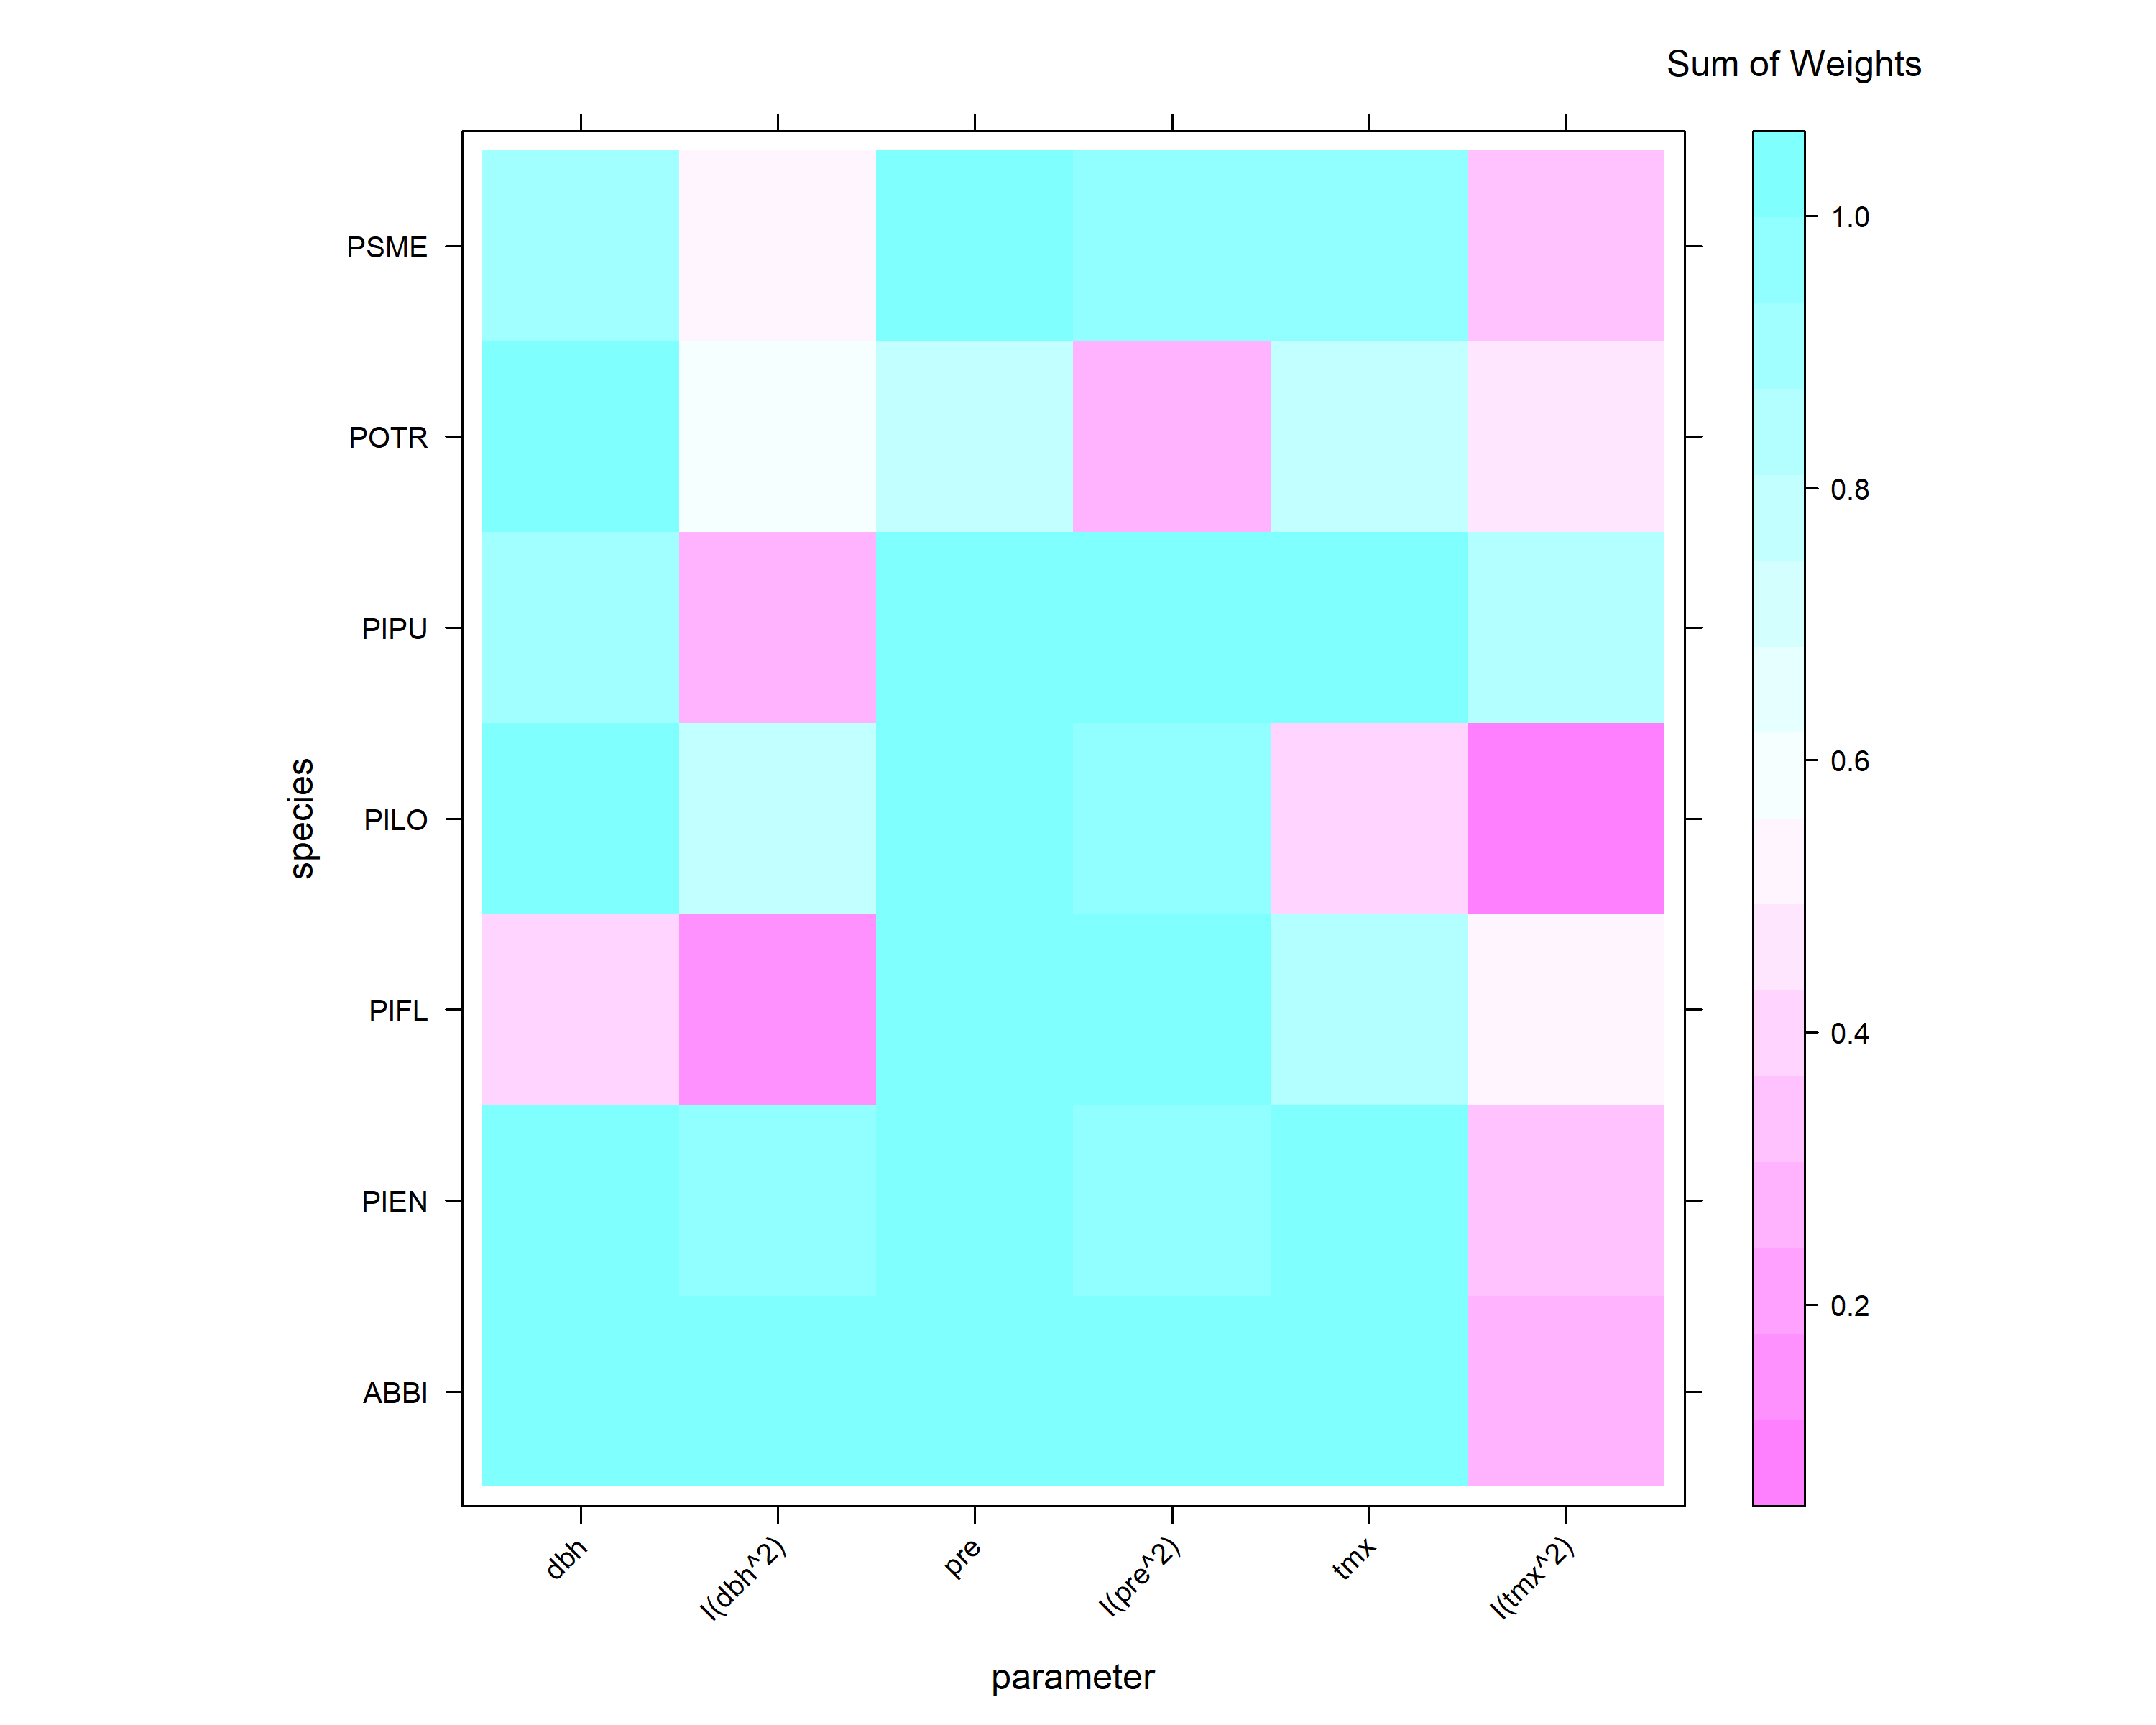 Sum of Weights
PSME
POTR
PIPU
PILO
PIFL
PIEN
ABBI
species
dbh
I(dbh^2)
pre
I(pre^2)
tmx
I(tmx^2)
parameter
1.0
0.8
0.6
0.4
0.2